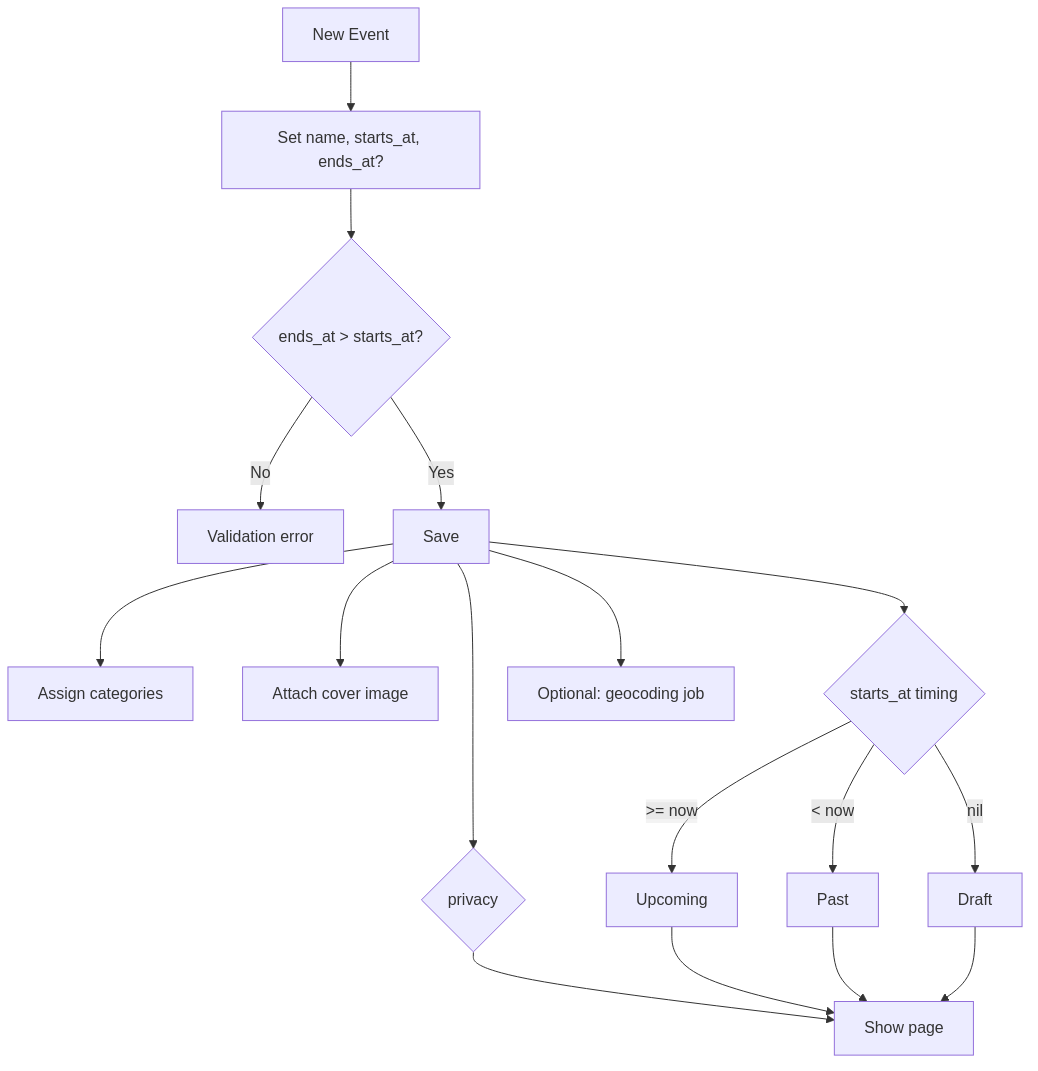 New Event
Set name, starts_at,
ends_at?
ends_at > starts_at?
No
Yes
Validation error
Save
Assign categories
Attach cover image
Optional: geocoding job
starts_at timing
>= now
< now
nil
privacy
Upcoming
Past
Draft
Show page